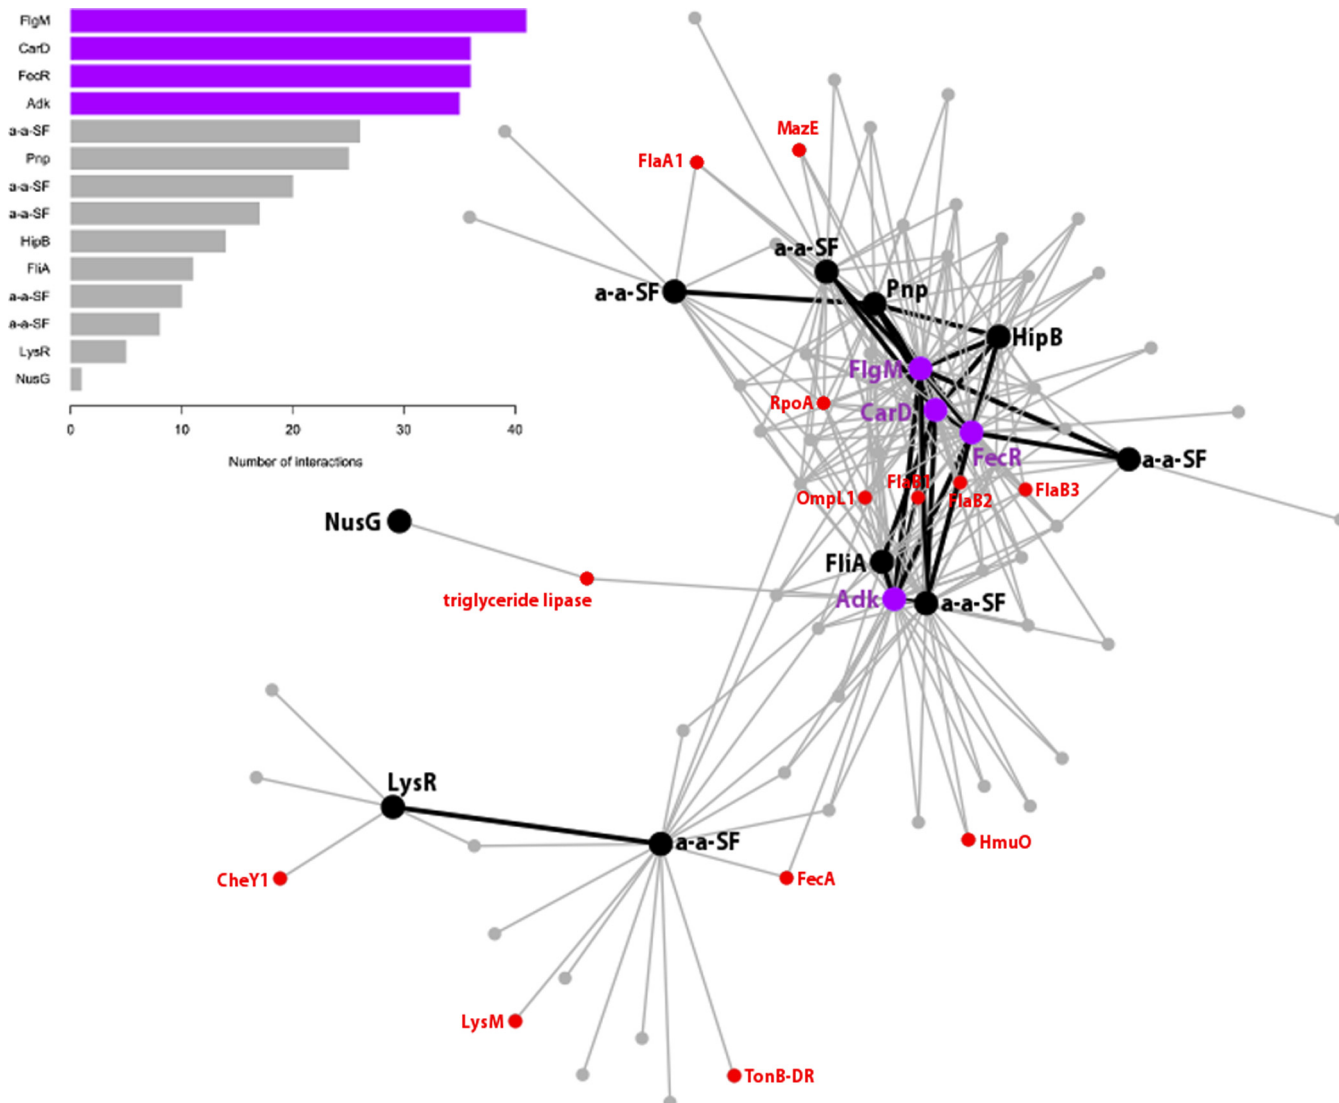 FlgM
CarD
FecR
Adk
a-a-SF
Pnp
a-a-SF
a-a-SF
HipB
FliA
a-a-SF
a-a-SF
LysR
NusG
0 10 20 30 40
Number of interactions
MazE
FlaA1
a-a-SF
a-a-SF
Pnp
HipB
FlgM
RpoA
CarD
FecR
a-a-SF
FlaB1
OmpL1
FlaB2
FlaB3
NusG
FliA
triglyceride lipase
Adk
a-a-SF
LysR
a-a-SF
HmuO
CheY1
FecA
LysM
TonB-DR